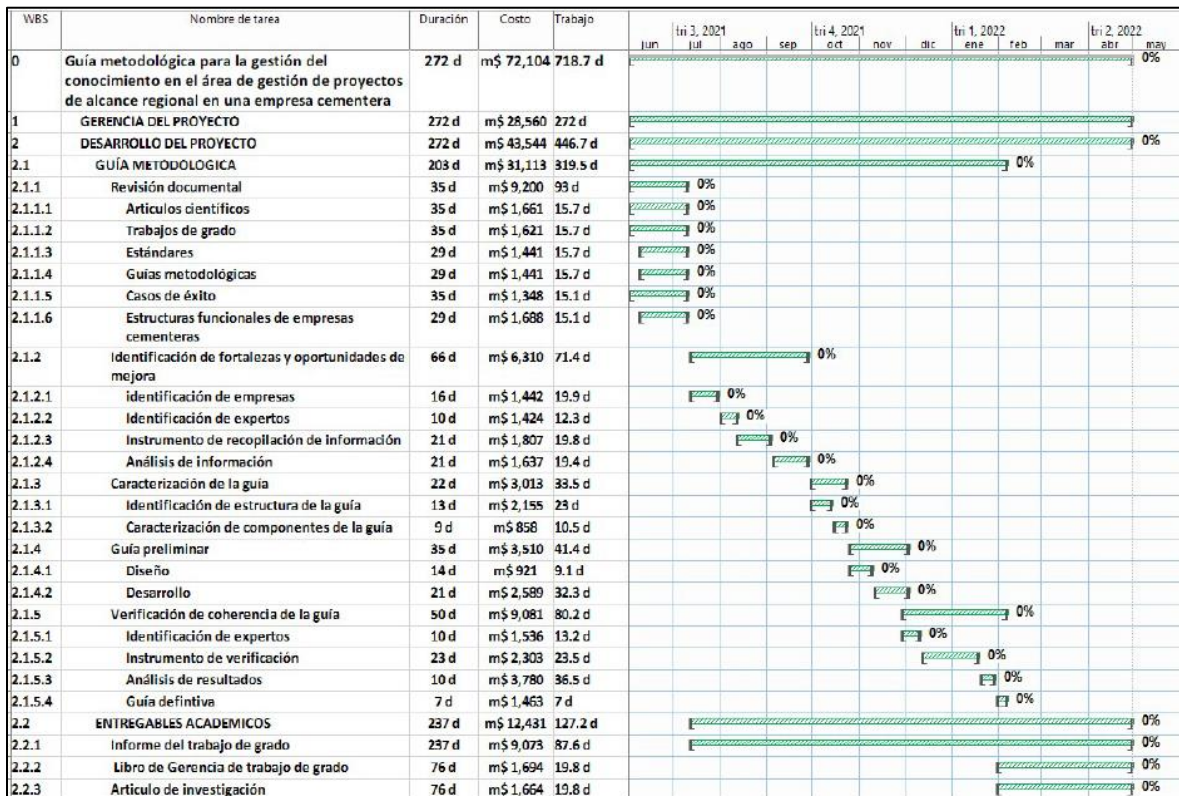 WBS Nombre de tarea Duración Costo Trabajo
tri 3, 2021 tri 4, 2021 tri 1, 2022 tri 2, 2022
jun jul ago sep oct nov dic ene feb mar abr may
0 Guía metodológica para la gestión del 272 d m$ 72,104 718.7 d 0%
conocimiento en el área de gestión de proyectos
de alcance regional en una empresa cementera
1 GERENCIA DEL PROYECTO 272 d m$ 28,560 272 d
2 DESARROLLO DEL PROYECTO 272 d m$ 43,544 446.7 d 0%
2.1 GUÍA METODOLÓGICA 203 d m$ 31,113 319.5 d 0%
2.1.1 Revisión documental 35 d m$ 9,200 93 d 0%
2.1.1.1 Artículos científicos 35 d m$ 1,661 15.7 d 0%
2.1.1.2 Trabajos de grado 35 d m$ 1,621 15.7 d 0%
2.1.1.3 Estándares 29 d m$ 1,441 15.7 d 0%
2.1.1.4 Guías metodológicas 29 d m$ 1,441 15.7 d 0%
2.1.1.5 Casos de éxito 35 d m$ 1,348 15.1 d 0%
2.1.1.6 Estructuras funcionales de empresas 29 d m$ 1,688 15.1 d 0%
cementeras
2.1.2 Identificación de fortalezas y oportunidades de 66 d m$ 6,310 71.4 d 0%
mejora
2.1.2.1 identificación de empresas 16 d m$ 1,442 19.9 d 0%
2.1.2.2 Identificación de expertos 10 d m$ 1,424 12.3 d 0%
2.1.2.3 Instrumento de recopilación de información 21 d m$ 1,807 19.8 d 0%
2.1.2.4 Análisis de información 21 d m$ 1,637 19.4 d 0%
2.1.3 Caracterización de la guía 22 d m$ 3,013 33.5 d 0%
2.1.3.1 Identificación de estructura de la guía 13 d m$ 2,155 23 d 0%
2.1.3.2 Caracterización de componentes de la guía 9 d m$ 858 10.5 d 0%
2.1.4 Guía preliminar 35 d m$ 3,510 41.4 d 0%
2.1.4.1 Diseño 14 d m$ 921 9.1 d 0%
2.1.4.2 Desarrollo 21 d m$ 2,589 32.3 d 0%
2.1.5 Verificación de coherencia de la guía 50 d m$ 9,081 80.2 d 0%
2.1.5.1 Identificación de expertos 10 d m$ 1,536 13.2 d 0%
2.1.5.2 Instrumento de verificación 23 d m$ 2,303 23.5 d 0%
2.1.5.3 Análisis de resultados 10 d m$ 3,780 36.5 d 0%
2.1.5.4 Guía defintiva 7 d m$ 1,463 7 d 0%
2.2 ENTREGABLES ACADEMICOS 237 d m$ 12,431 127.2 d 0%
2.2.1 Informe del trabajo de grado 237 d m$ 9,073 87.6 d 0%
2.2.2 Libro de Gerencia de trabajo de grado 76 d m$ 1,694 19.8 d 0%
2.2.3 Articulo de investigación 76 d m$ 1,664 19.8 d 0%